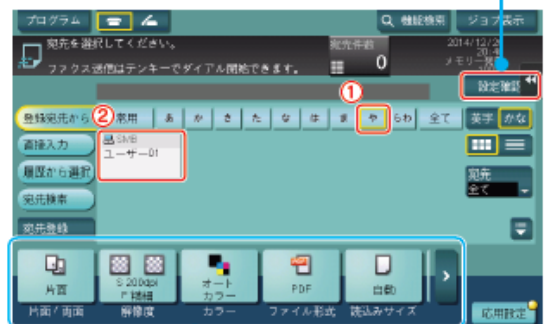 プログラム
機能検索
ジョブ表示
宛先を選択してください。
ファクス送信はテンキーでダイアル開始できます。
宛先件数
0
2014/12/2
20:4
メモリー残
設定確認
登録宛先から
② 常用 あ か さ た な は ま ① や らわ 全て
英字 かな
直接入力
SMB
ユーザー01
履歴から選択
宛先
全て
宛先検索
宛先登録
片面
S 200dpi
F 精細
オート
カラー
PDF
自動
片面/両面
解像度
カラー
ファイル形式
読込みサイズ
応用設定